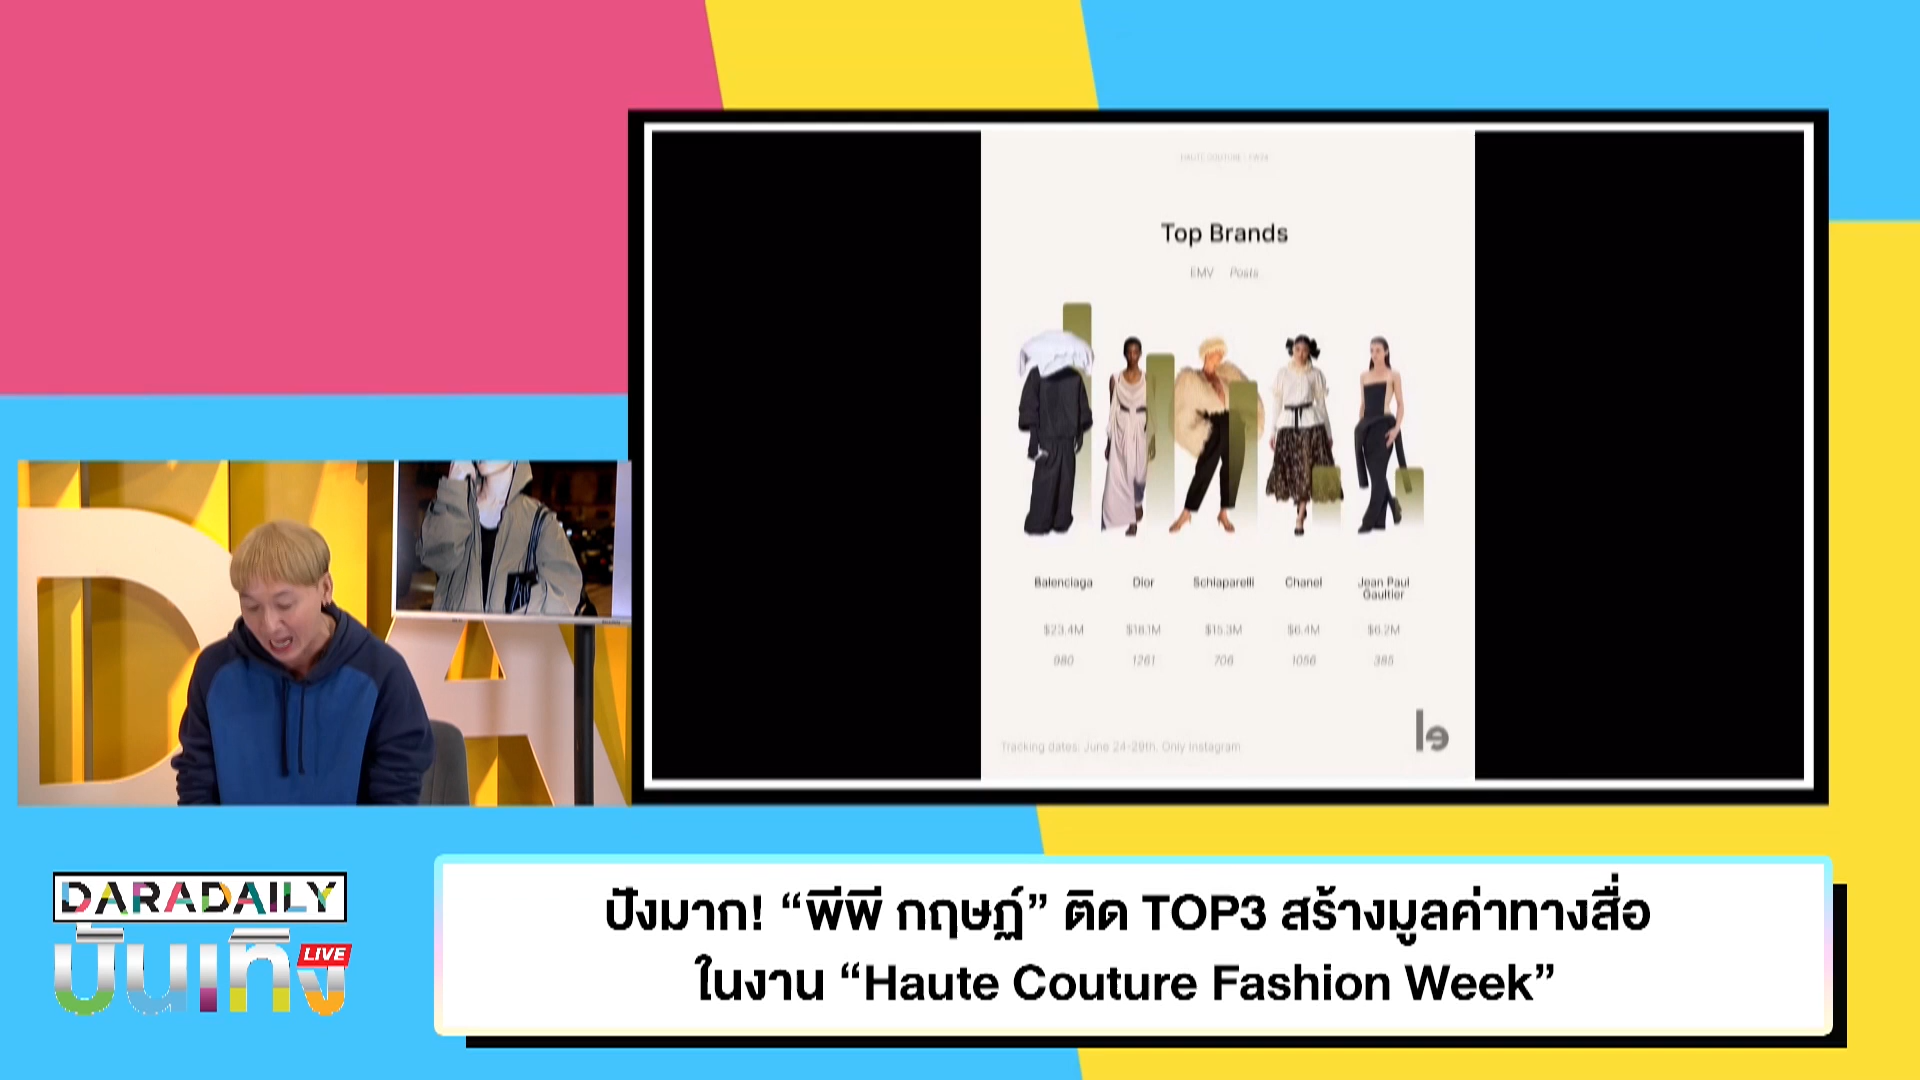 HAUTE COUTURE - FW24
Top Brands
EMV Posts
Balenciaga Dior Schiaparelli Chanel Jean Paul Gaultier
$23.4M $18.1M $15.3M $6.4M $6.2M
980 1261 706 1056 385
Tracking dates: June 24-29th. Only Instagram
le
DARADAILY
บันเทิง LIVE
ปังมาก! “พีพี กฤษฏ์” ติด TOP3 สร้างมูลค่าทางสื่อ
ในงาน “Haute Couture Fashion Week”